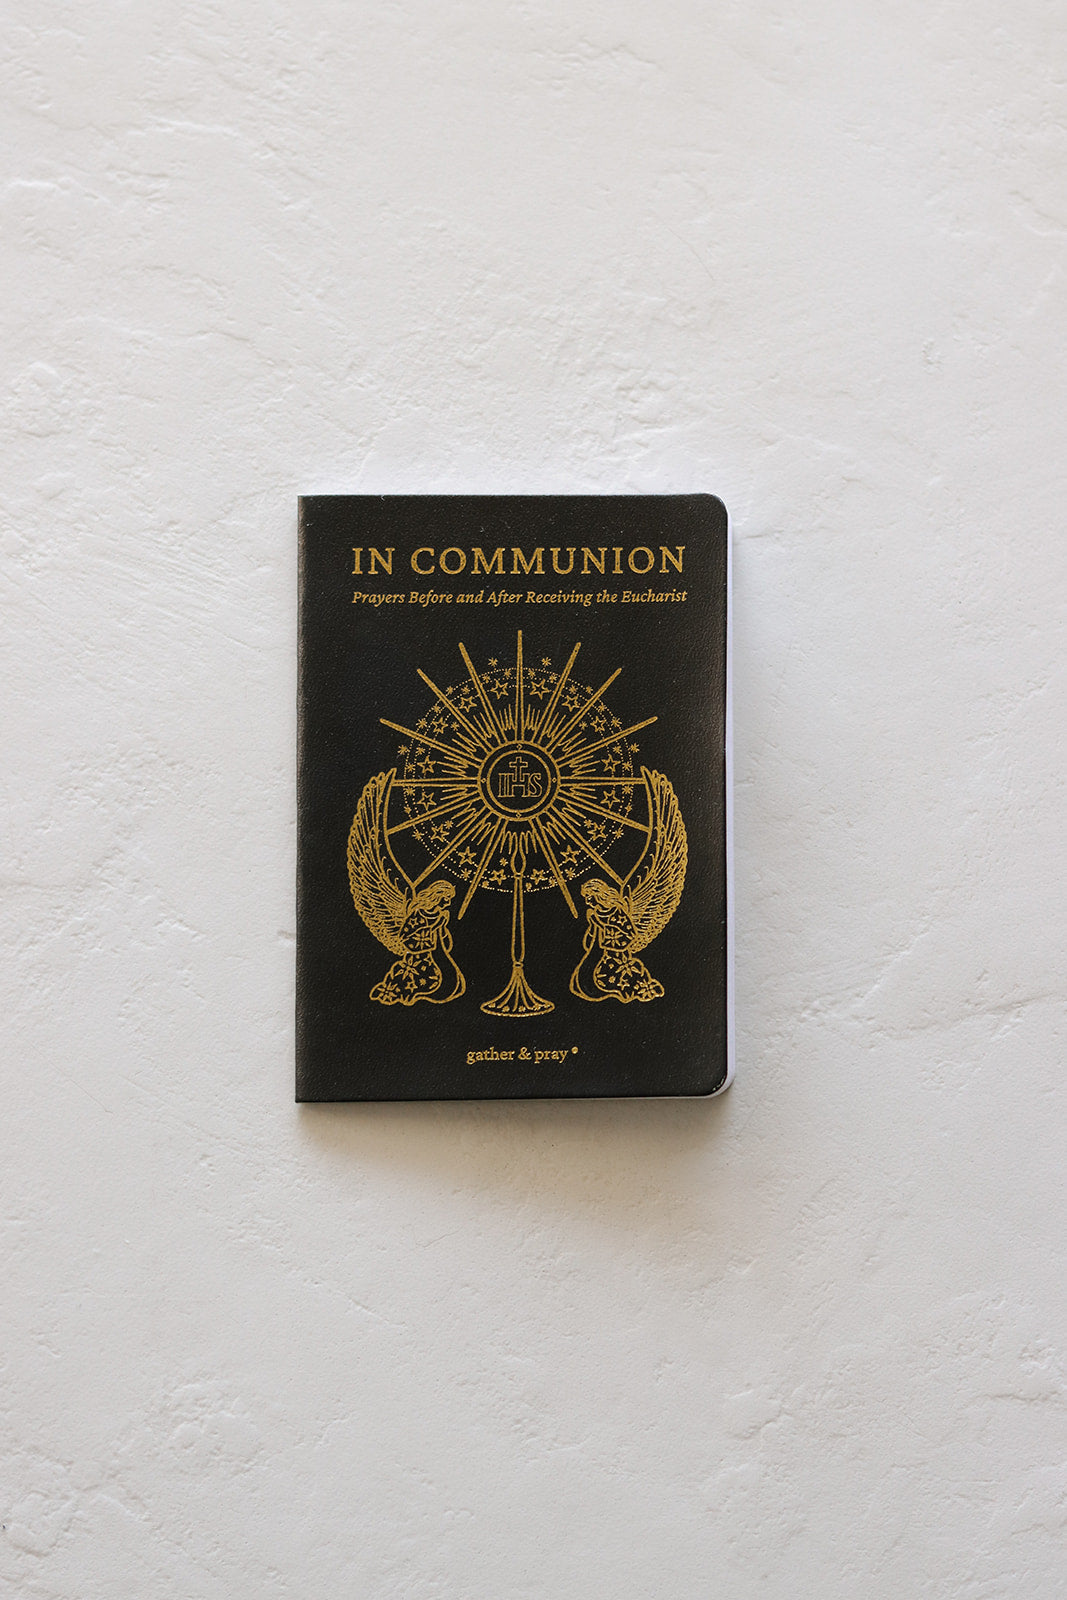 IN COMMUNION
Prayers Before and After Receiving the Eucharist
IHS
gather & pray